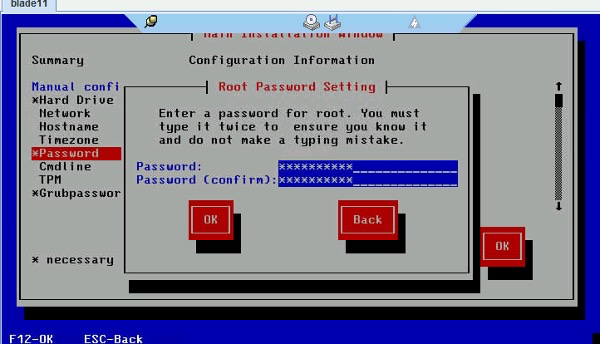 blade11
Main Installation Window
Summary
Configuration Information
Manual confi
Root Password Setting
*Hard Drive
Network
Hostname
Timezone
*Password
Cmdline
TPM
*Grubpasswor
* necessary
Enter a password for root. You must
type it twice to ensure you know it
and do not make a typing mistake.
Password: **********_______________
Password (confirm): **********_______________
OK
Back
OK
F12-OK ESC-Back